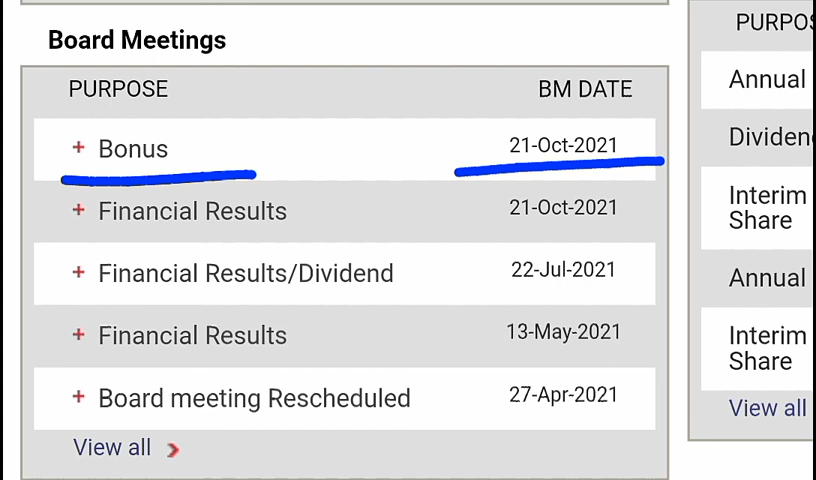 Board Meetings
PURPOSE BM DATE
+ Bonus 21-Oct-2021
+ Financial Results 21-Oct-2021
+ Financial Results/Dividend 22-Jul-2021
+ Financial Results 13-May-2021
+ Board meeting Rescheduled 27-Apr-2021
View all
Annual
Interim
Share
Annual
Interim
Share
View all